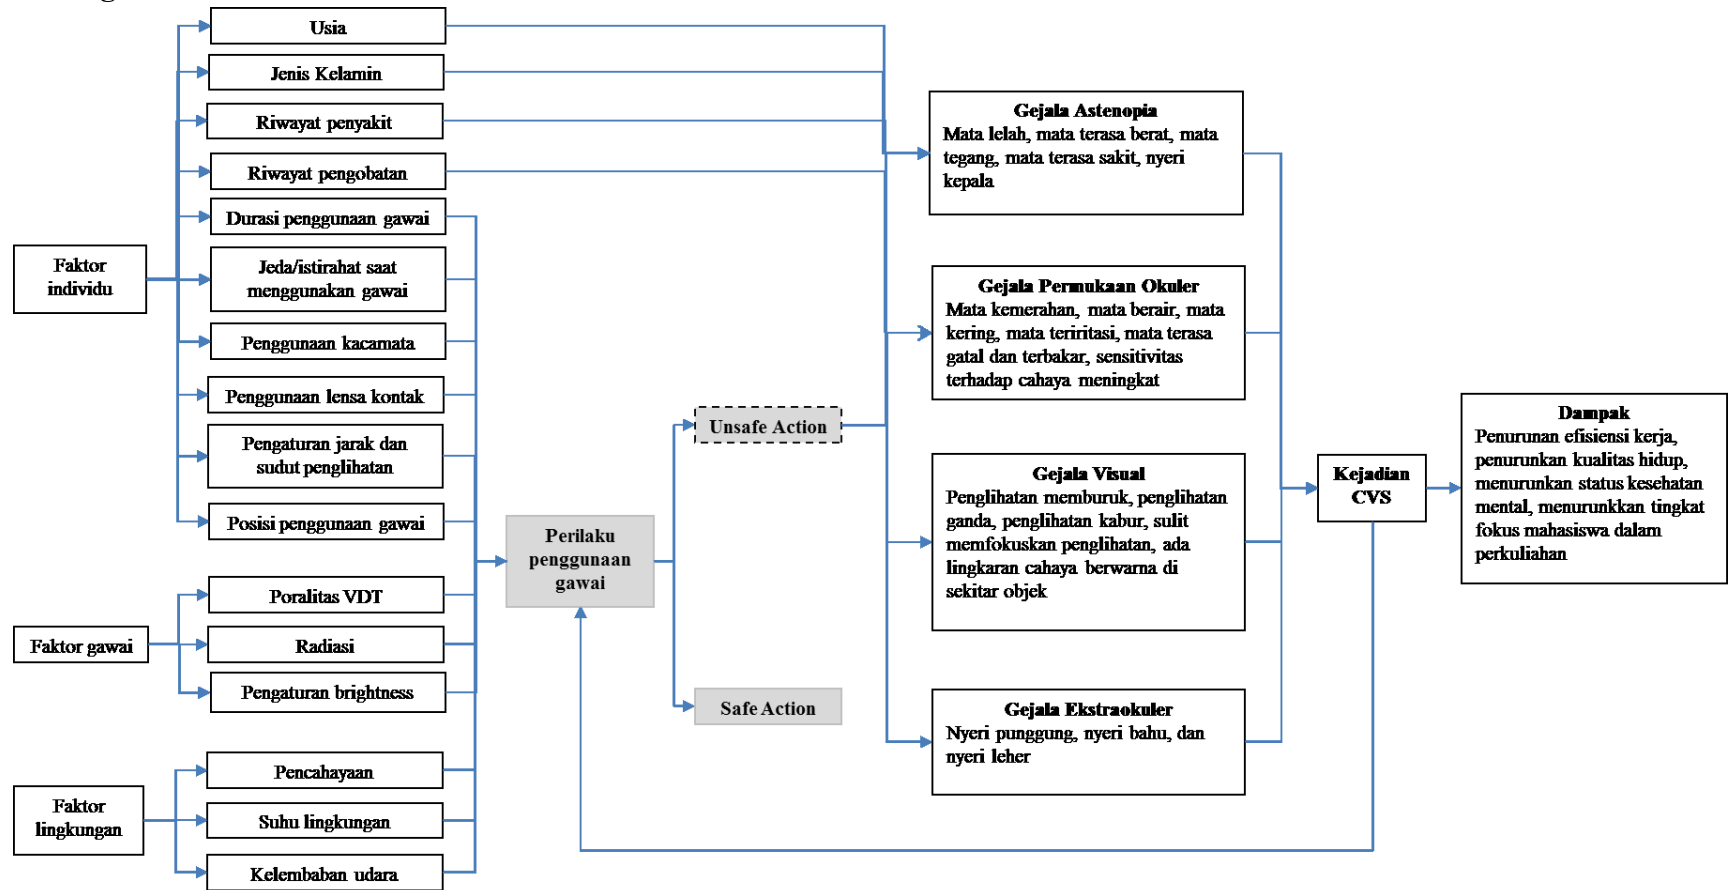 Usia
Jenis Kelamin
Riwayat penyakit
Riwayat pengobatan
Durasi penggunaan gawai
Faktor
individu
Jeda/istirahat saat
menggunakan gawai
Penggunaan kacamata
Penggunaan lensa kontak
Pengaturan jarak dan
sudut penglihatan
Posisi penggunaan gawai
Faktor gawai
Poralitas VDT
Radiasi
Pengaturan brightness
Faktor
lingkungan
Pencahayaan
Suhu lingkungan
Kelembaban udara
Perilaku
penggunaan
gawai
Unsafe Action
Safe Action
Gejala Astenopia
Mata lelah, mata terasa berat, mata
tegang, mata terasa sakit, nyeri
kepala
Gejala Permukaan Okuler
Mata kemerahan, mata berair, mata
kering, mata teriritasi, mata terasa
gatal dan terbakar, sensitivitas
terhadap cahaya meningkat
Gejala Visual
Penglihatan memburuk, penglihatan
ganda, penglihatan kabur, sulit
memfokuskan penglihatan, ada
lingkaran cahaya berwarna di
sekitar objek
Gejala Ekstraokuler
Nyeri punggung, nyeri bahu, dan
nyeri leher
Kejadian
CVS
Dampak
Penurunan efisiensi kerja,
penurunkan kualitas hidup,
menurunkan status kesehatan
mental, menurunkkan tingkat
fokus mahasiswa dalam
perkuliahan